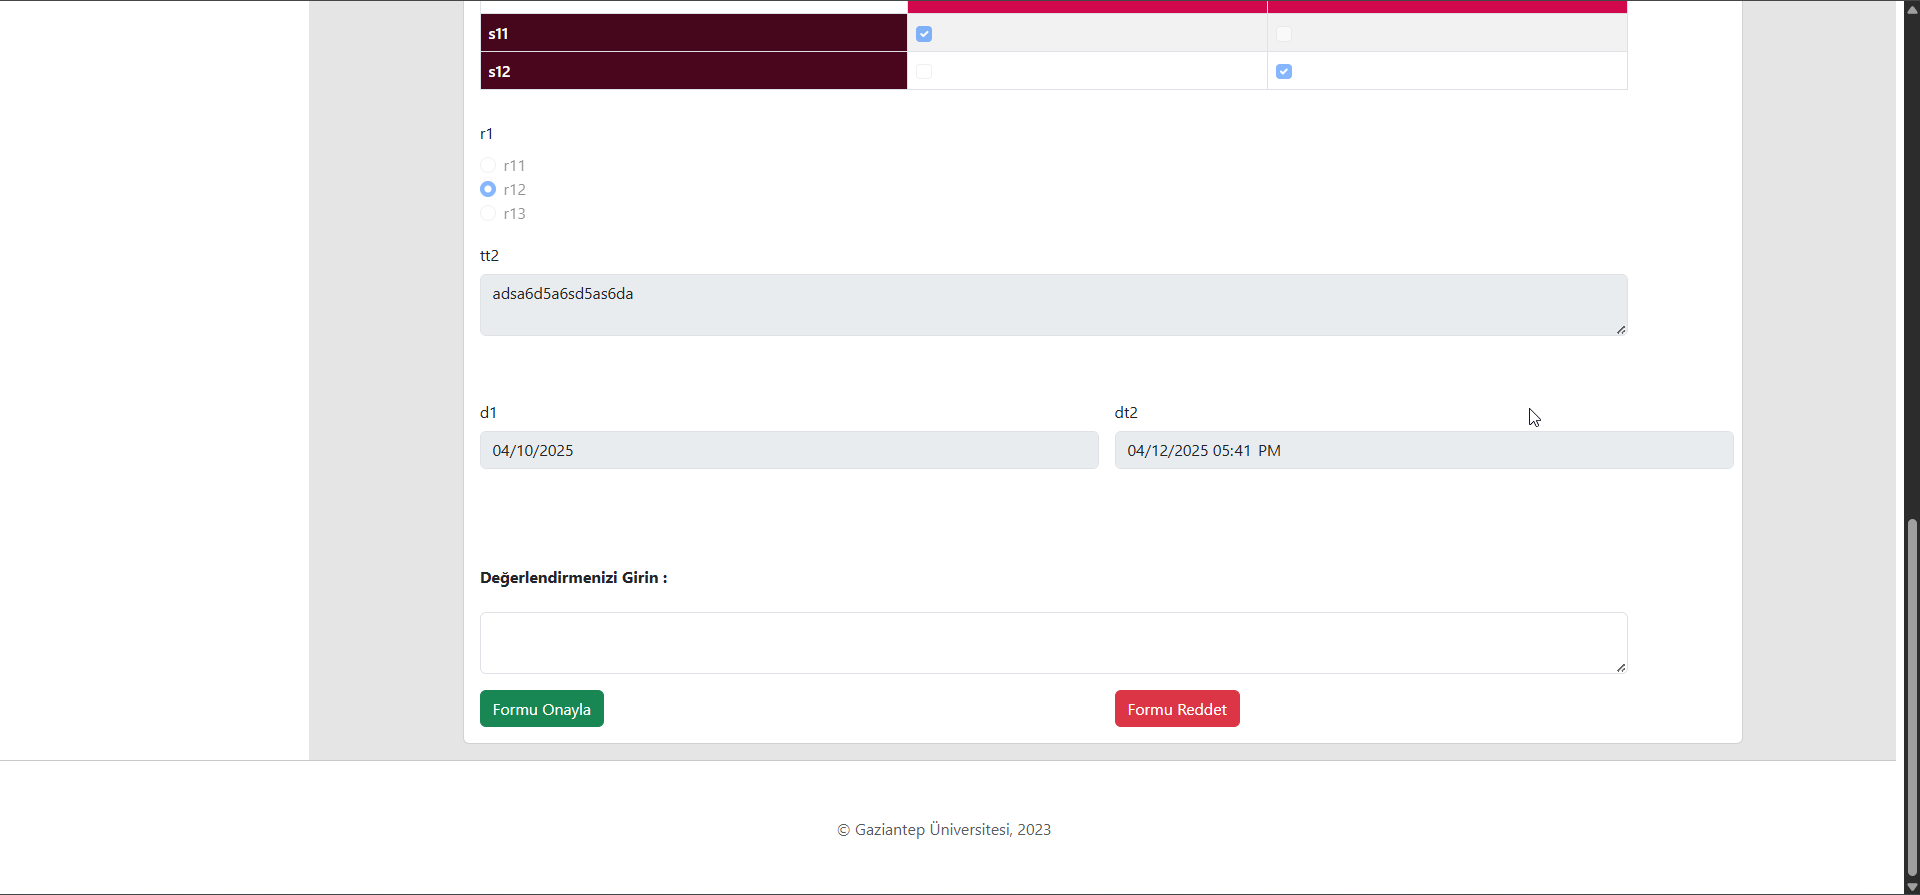 s11
s12
r1
r11
r12
r13
tt2
adsa6d5a6sd5as6da
d1
dt2
04/10/2025
04/12/2025 05:41 PM
Değerlendirmenizi Girin :
Formu Onayla
Formu Reddet
© Gaziantep Üniversitesi, 2023